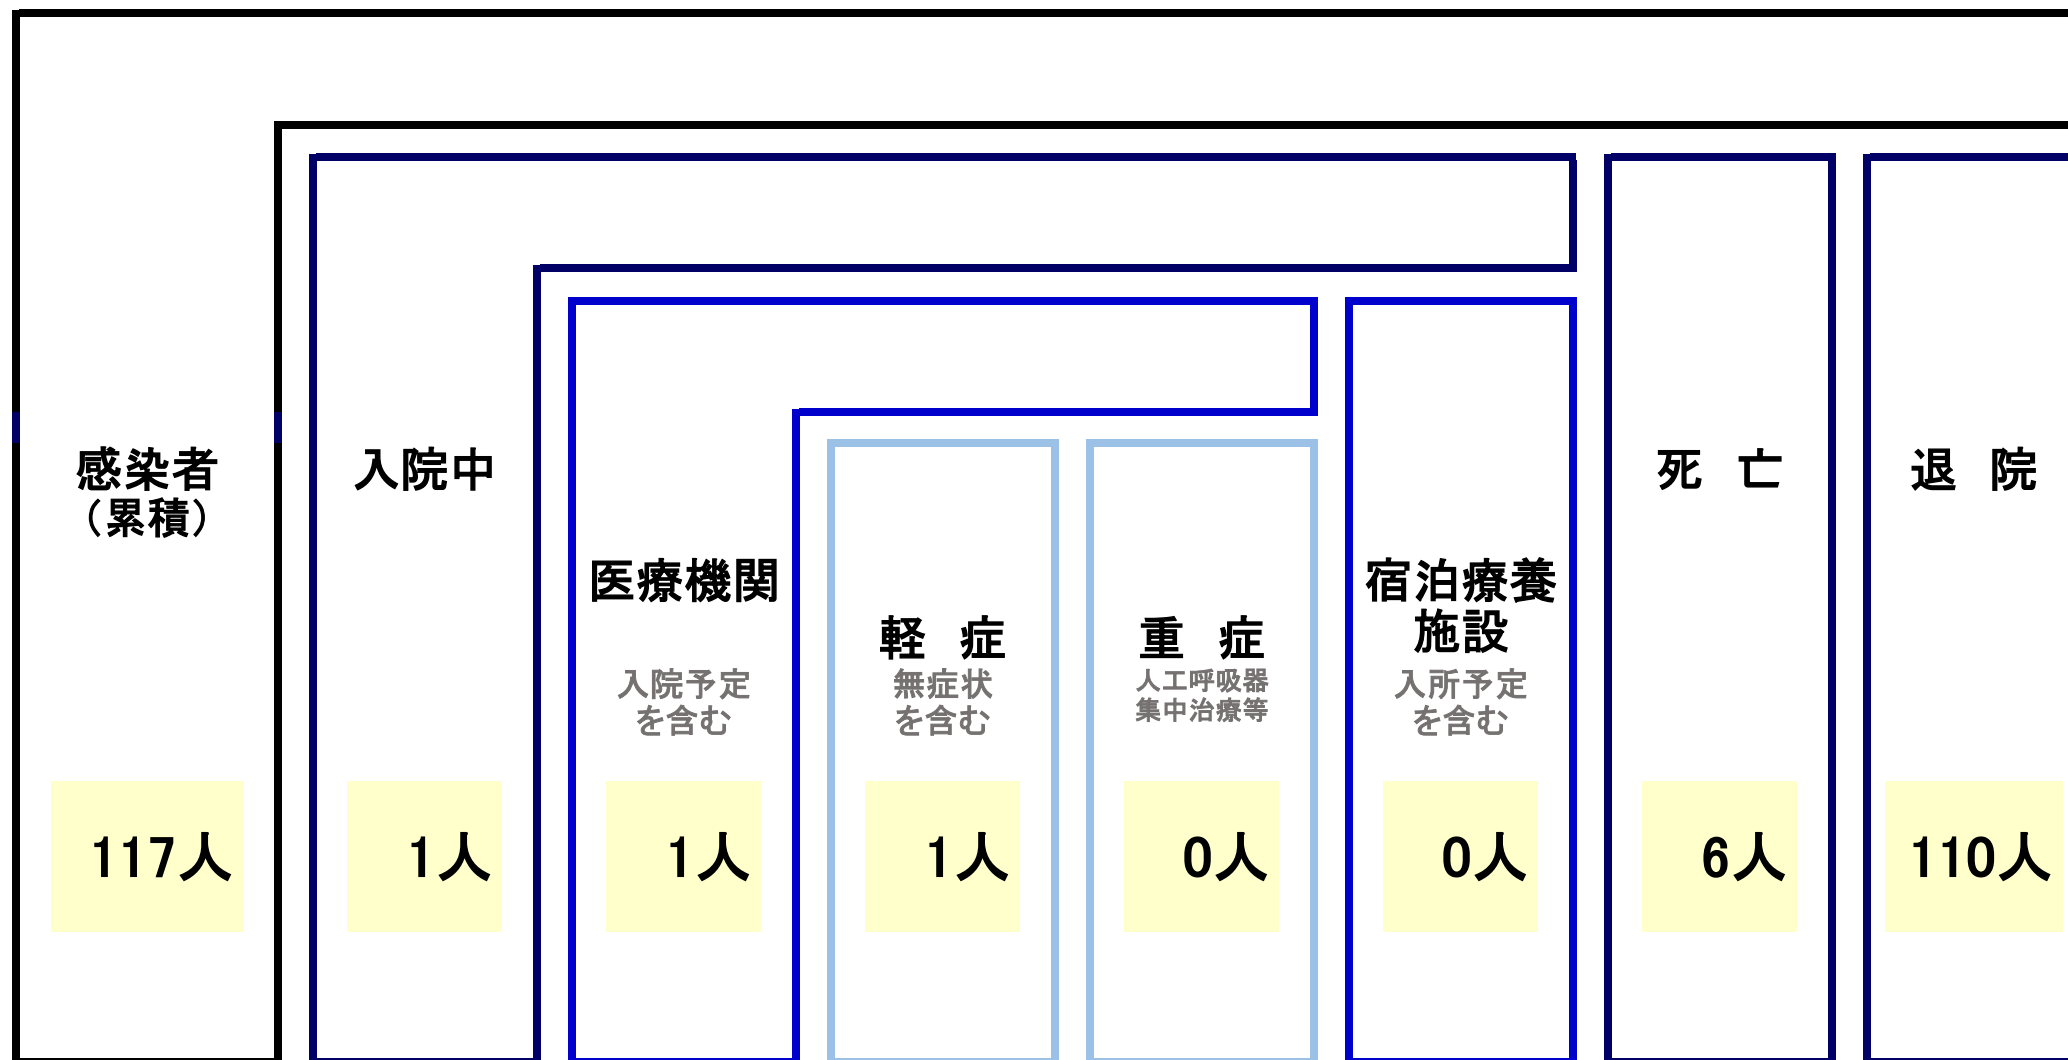 感染者
（累積）
117人
入院中
1人
医療機関
入院予定
を含む
1人
軽　症
無症状
を含む
1人
重　症
人工呼吸器
集中治療等
0人
宿泊療養
施設
入所予定
を含む
0人
死　亡
6人
退　院
110人